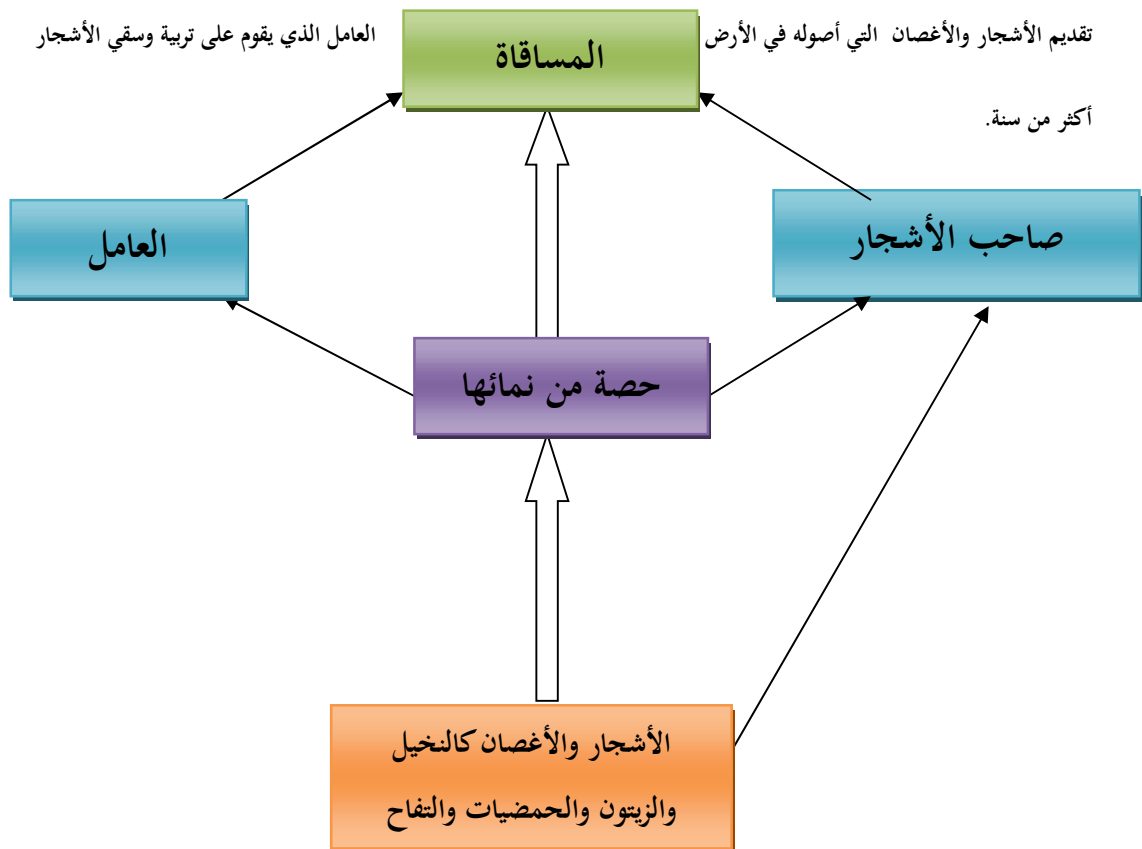 تقديم الأشجار والأغصان التي أصوله في الأرض
أكثر من سنة.
المساقاة
العامل الذي يقوم على تربية وسقي الأشجار
صاحب الأشجار
العامل
حصة من نمائها
الأشجار والأغصان كالنخيل
والزيتون والحمضيات والتفاح